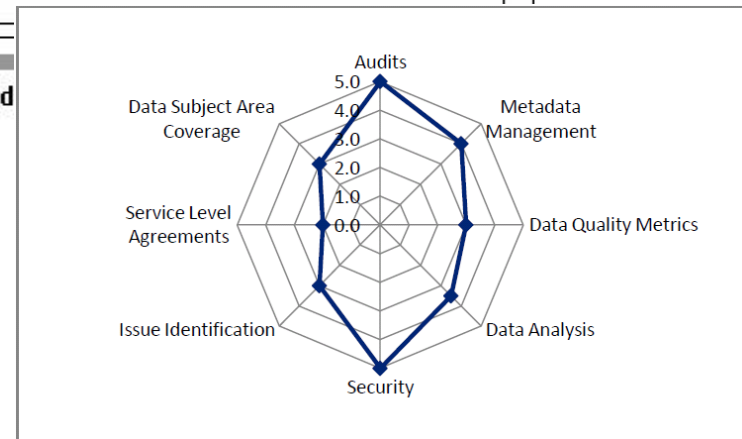 d
Audits
5.0
4.0
3.0
2.0
1.0
0.0
Metadata
Management
Data Quality Metrics
Data Analysis
Security
Issue Identification
Service Level
Agreements
Data Subject Area
Coverage